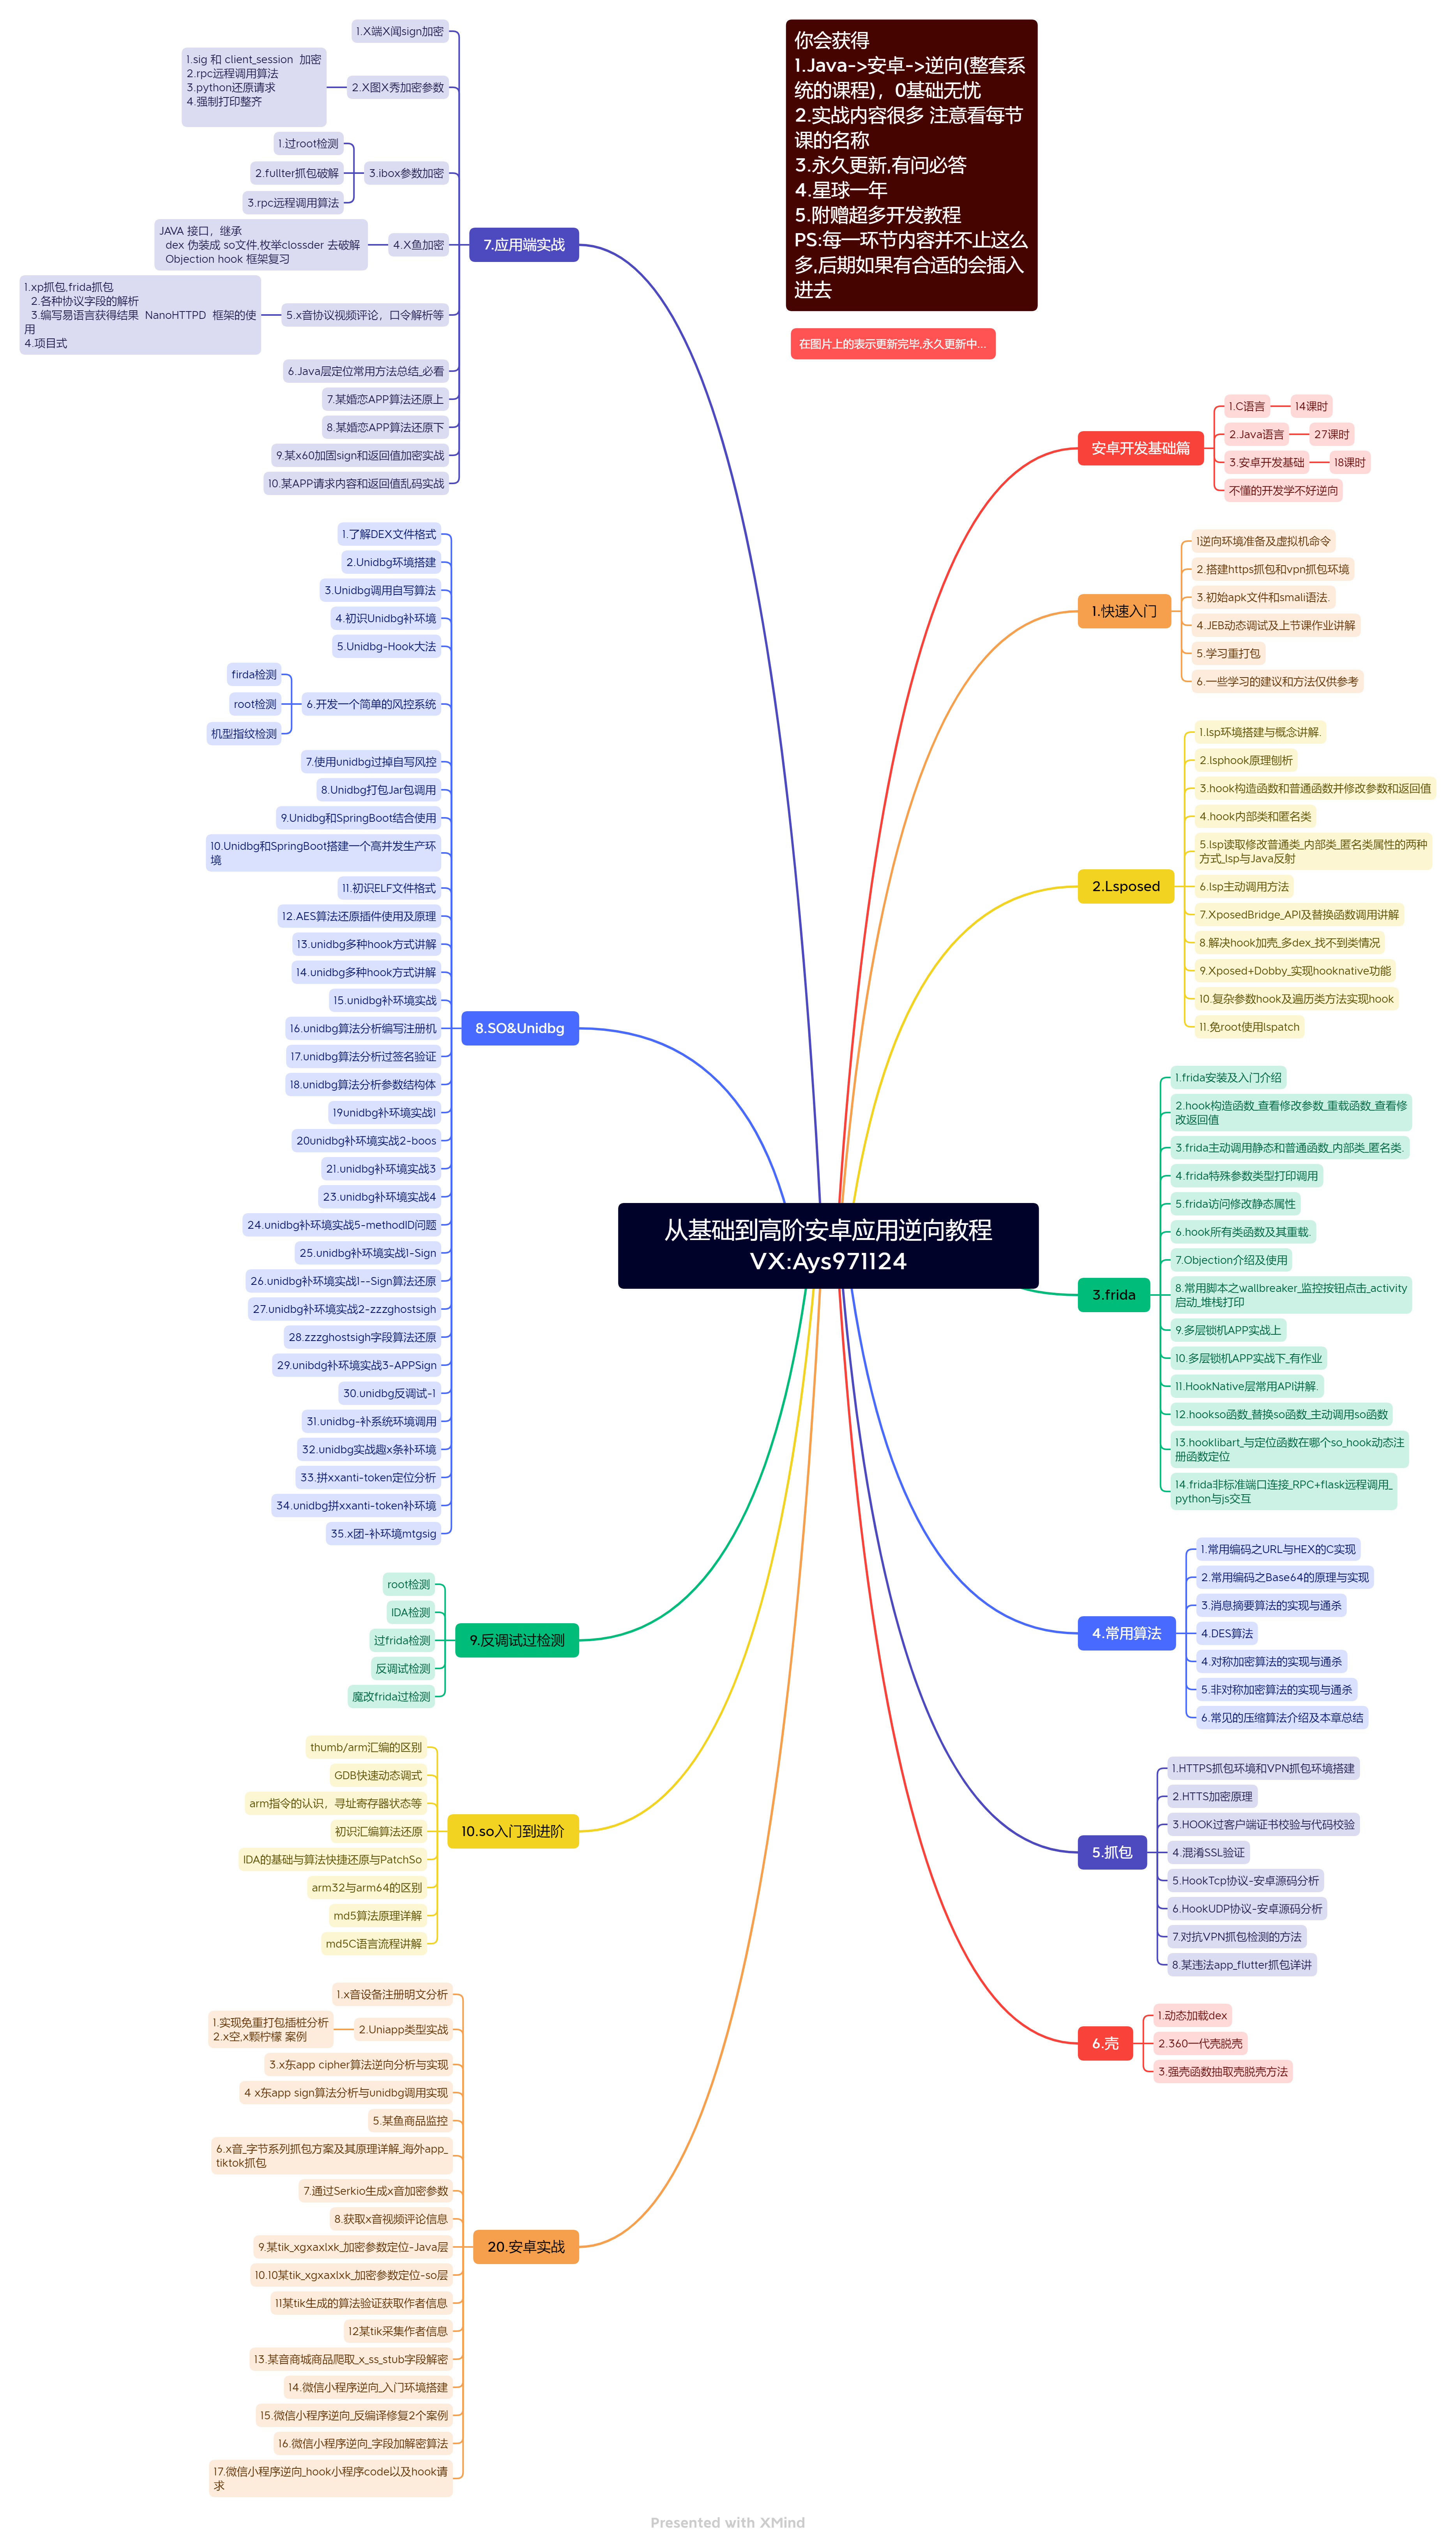 你会获得
1.Java->安卓->逆向(整套系
统的课程)，0基础无忧
2.实战内容很多 注意看每节
课的名称
3.永久更新,有问必答
4.星球一年
5.附赠超多开发教程
PS:每一环节内容并不止这么
多,后期如果有合适的会插入
进去
在图片上的表示更新完毕,永久更新中...
从基础到高阶安卓应用逆向教程
VX:Ays971124
安卓开发基础篇
1.C语言
14课时
2.Java语言
27课时
3.安卓开发基础
18课时
不懂的开发学不好逆向
1.快速入门
1逆向环境准备及虚拟机命令
2.搭建https抓包和vpn抓包环境
3.初始apk文件和smali语法.
4.JEB动态调试及上节课作业讲解
5.学习重打包
6.一些学习的建议和方法仅供参考
2.Lsposed
1.lsp环境搭建与概念讲解.
2.lsphook原理刨析
3.hook构造函数和普通函数并修改参数和返回值
4.hook内部类和匿名类
5.lsp读取修改普通类_内部类_匿名类属性的两种
方式_lsp与Java反射
6.lsp主动调用方法
7.XposedBridge_API及替换函数调用讲解
8.解决hook加壳_多dex_找不到类情况
9.Xposed+Dobby_实现hooknative功能
10.复杂参数hook及遍历类方法实现hook
11.免root使用lspatch
3.frida
1.frida安装及入门介绍
2.hook构造函数_查看修改参数_重载函数_查看修
改返回值
3.frida主动调用静态和普通函数_内部类_匿名类.
4.frida特殊参数类型打印调用
5.frida访问修改静态属性
6.hook所有类函数及其重载.
7.Objection介绍及使用
8.常用脚本之wallbreaker_监控按钮点击_activity
启动_堆栈打印
9.多层锁机APP实战上
10.多层锁机APP实战下_有作业
11.HookNative层常用API讲解.
12.hookso函数_替换so函数_主动调用so函数
13.hooklibart_与定位函数在哪个so_hook动态注
册函数定位
14.frida非标准端口连接_RPC+flask远程调用_
python与js交互
4.常用算法
1.常用编码之URL与HEX的C实现
2.常用编码之Base64的原理与实现
3.消息摘要算法的实现与通杀
4.DES算法
4.对称加密算法的实现与通杀
5.非对称加密算法的实现与通杀
6.常见的压缩算法介绍及本章总结
5.抓包
1.HTTPS抓包环境和VPN抓包环境搭建
2.HTTS加密原理
3.HOOK过客户端证书校验与代码校验
4.混淆SSL验证
5.HookTcp协议-安卓源码分析
6.HookUDP协议-安卓源码分析
7.对抗VPN抓包检测的方法
8.某违法app_flutter抓包详讲
6.壳
1.动态加载dex
2.360一代壳脱壳
3.强壳函数抽取壳脱壳方法
7.应用端实战
1.X端X闻sign加密
2.X图X秀加密参数
1.sig 和 client_session 加密
2.rpc远程调用算法
3.python还原请求
4.强制打印整齐
3.ibox参数加密
1.过root检测
2.fullter抓包破解
3.rpc远程调用算法
4.X鱼加密
JAVA 接口，继承
dex 伪装成 so文件,枚举clossder 去破解
Objection hook 框架复习
5.x音协议视频评论，口令解析等
1.xp抓包,frida抓包
2.各种协议字段的解析
3.编写易语言获得结果 NanoHTTPD 框架的使
用
4.项目式
6.Java层定位常用方法总结_必看
7.某婚恋APP算法还原上
8.某婚恋APP算法还原下
9.某x60加固sign和返回值加密实战
10.某APP请求内容和返回值乱码实战
8.SO&Unidbg
1.了解DEX文件格式
2.Unidbg环境搭建
3.Unidbg调用自写算法
4.初识Unidbg补环境
5.Unidbg-Hook大法
6.开发一个简单的风控系统
firda检测
root检测
机型指纹检测
7.使用unidbg过掉自写风控
8.Unidbg打包Jar包调用
9.Unidbg和SpringBoot结合使用
10.Unidbg和SpringBoot搭建一个高并发生产环
境
11.初识ELF文件格式
12.AES算法还原插件使用及原理
13.unidbg多种hook方式讲解
14.unidbg多种hook方式讲解
15.unidbg补环境实战
16.unidbg算法分析编写注册机
17.unidbg算法分析过签名验证
18.unidbg算法分析参数结构体
19unidbg补环境实战1
20unidbg补环境实战2-boos
21.unidbg补环境实战3
23.unidbg补环境实战4
24.unidbg补环境实战5-methodID问题
25.unidbg补环境实战1-Sign
26.unidbg补环境实战1--Sign算法还原
27.unidbg补环境实战2-zzzghostsigh
28.zzzghostsigh字段算法还原
29.unibdg补环境实战3-APPSign
30.unidbg反调试-1
31.unidbg-补系统环境调用
32.unidbg实战趣x条补环境
33.拼xxanti-token定位分析
34.unidbg拼xxanti-token补环境
35.x团-补环境mtgsig
9.反调试过检测
root检测
IDA检测
过frida检测
反调试检测
魔改frida过检测
10.so入门到进阶
thumb/arm汇编的区别
GDB快速动态调式
arm指令的认识，寻址寄存器状态等
初识汇编算法还原
IDA的基础与算法快捷还原与PatchSo
arm32与arm64的区别
md5算法原理详解
md5C语言流程讲解
20.安卓实战
1.x音设备注册明文分析
2.Uniapp类型实战
1.实现免重打包插桩分析
2.x空,x颗柠檬 案例
3.x东app cipher算法逆向分析与实现
4 x东app sign算法分析与unidbg调用实现
5.某鱼商品监控
6.x音_字节系列抓包方案及其原理详解_海外app_
tiktok抓包
7.通过Serkio生成x音加密参数
8.获取x音视频评论信息
9.某tik_xgxaxlxk_加密参数定位-Java层
10.10某tik_xgxaxlxk_加密参数定位-so层
11某tik生成的算法验证获取作者信息
12某tik采集作者信息
13.某音商城商品爬取_x_ss_stub字段解密
14.微信小程序逆向_入门环境搭建
15.微信小程序逆向_反编译修复2个案例
16.微信小程序逆向_字段加解密算法
17.微信小程序逆向_hook小程序code以及hook请
求
Presented with XMind